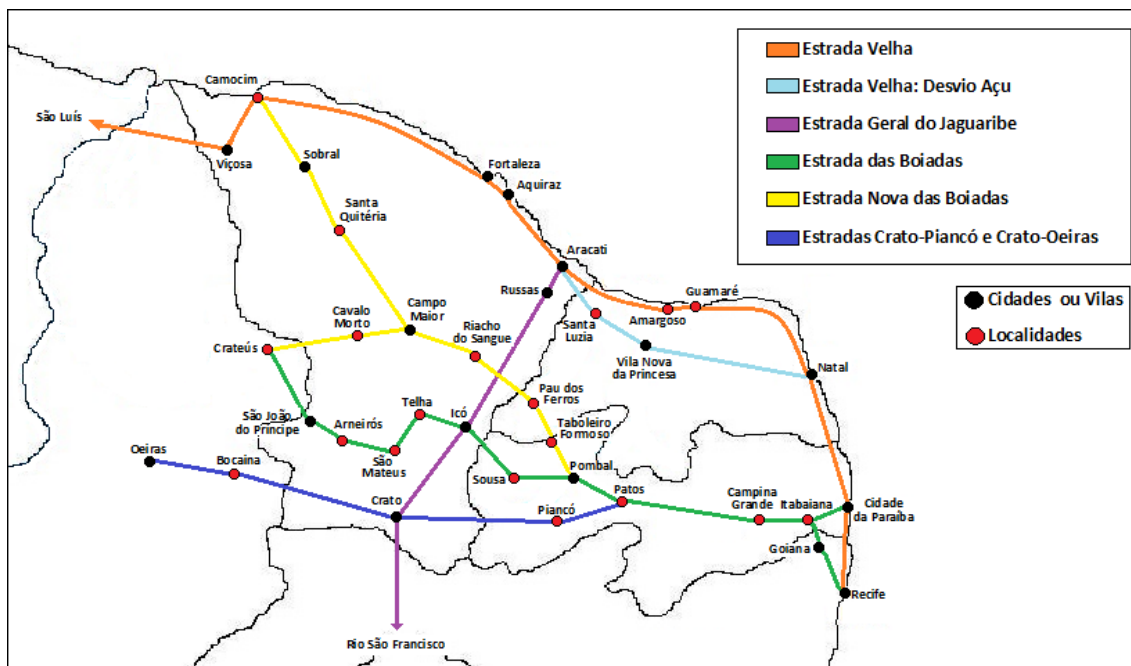 Estrada Velha
Estrada Velha: Desvio Açu
Estrada Geral do Jaguaribe
Estrada das Boiadas
Estrada Nova das Boiadas
Estradas Crato-Piancó e Crato-Oeiras
Cidades ou Vilas
Localidades
Camocim
São Luís
Viçosa
Sobral
Fortaleza
Aquiraz
Santa
Quitéria
Aracati
Russas
Guamaré
Amargoso
Santa
Luzia
Vila Nova
da Princesa
Natal
Cavalo
Morto
Campo
Maior
Riacho
do Sangue
Crateús
Pau dos
Ferros
Taboleiro
Formoso
Telha
Icó
São João
do Príncipe
Arneirós
São
Mateus
Oeiras
Bocaina
Sousa
Pombal
Patos
Crato
Piancó
Campina
Grande
Itabaiana
Cidade
da Paraíba
Goiana
Recife
Rio São Francisco